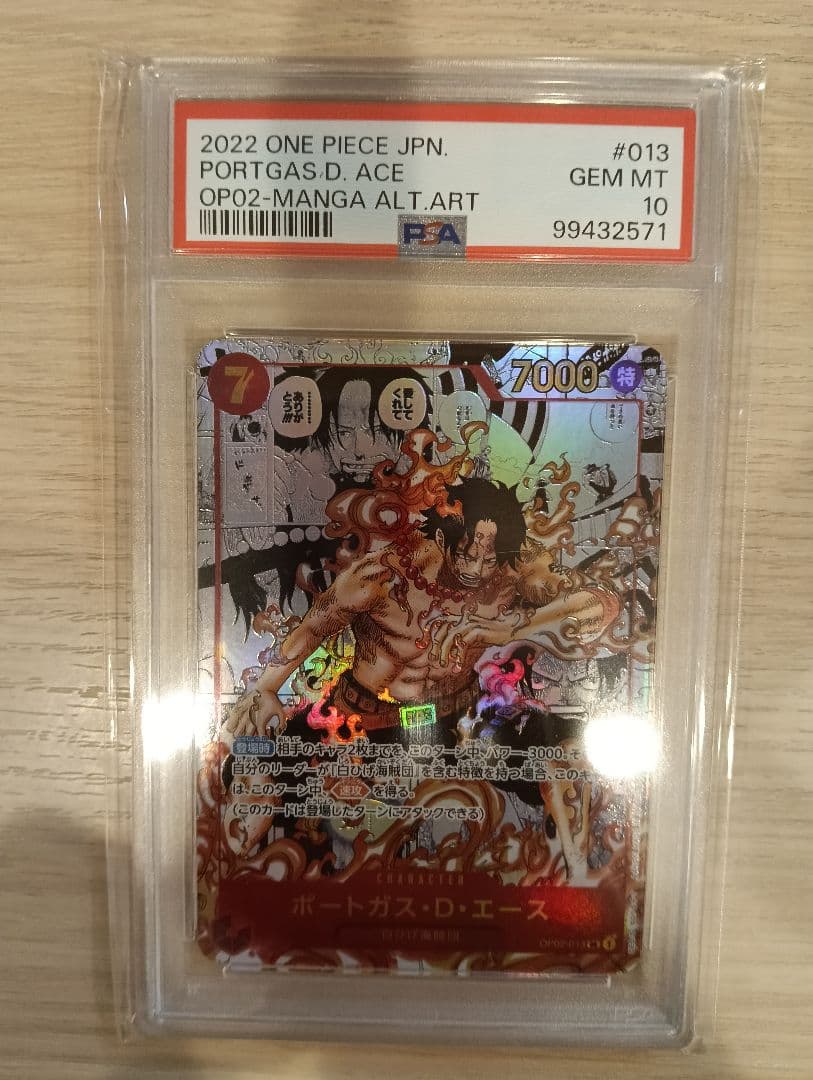 2022 ONE PIECE JPN.
#013
PORTGAS D. ACE
GEM MT
OP02-MANGA ALT.ART
10
PSA
99432571
7
7000
特
………
ありが
とう!!!
愛して
くれて
登場時 相手のキャラ2枚までを、このターン中、パワー-3000。そ
自分のリーダーが『白ひげ海賊団』を含む特徴を持つ場合、このキ
は、このターン中、速攻を得る。
(このカードは登場したターンにアタックできる)
CHARACTER
ポートガス・D・エース
白ひげ海賊団
OP02-013